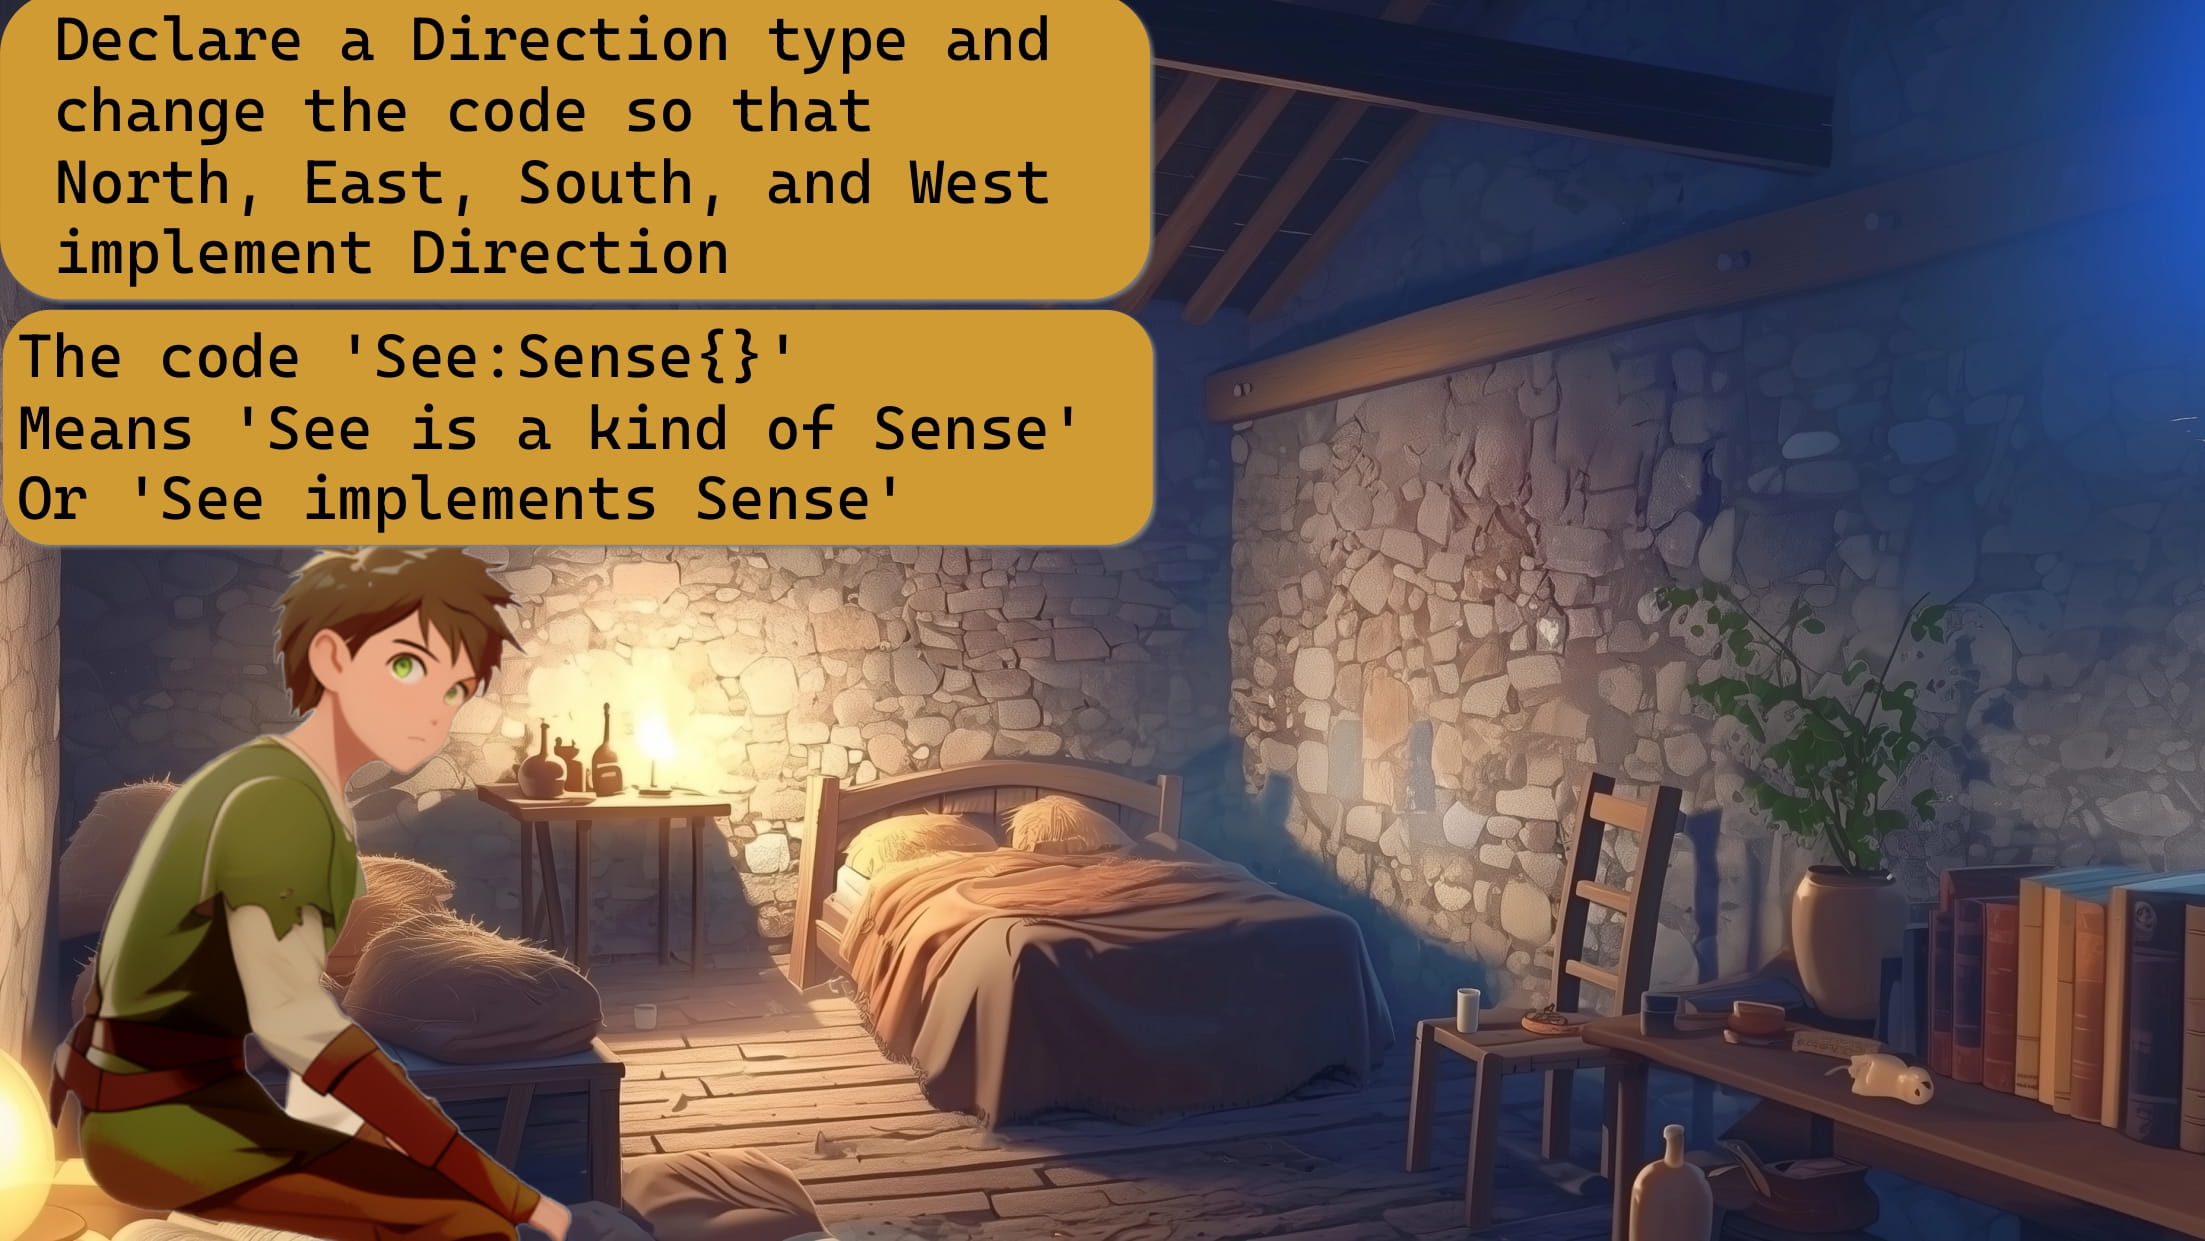 Declare a Direction type and
change the code so that
North, East, South, and West
implement Direction
The code 'See:Sense{}'
Means 'See is a kind of Sense'
Or 'See implements Sense'